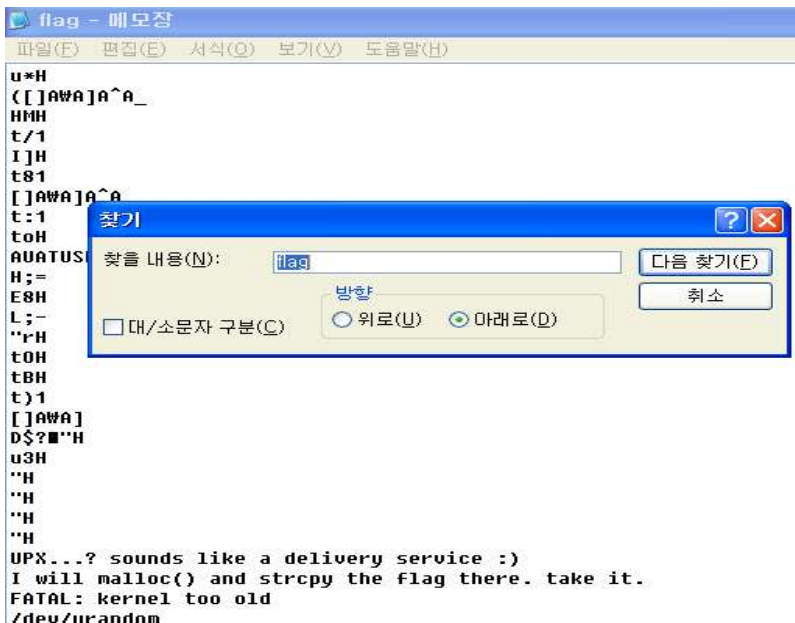 flag - 메모장
파일(F) 편집(E) 서식(O) 보기(V) 도움말(H)
u*H
([]A₩A]A^A_
HMH
t/1
I]H
t81
[]A₩A]A^A_
t:1
toH
AUATUS
H;=
E8H
L;-
"rH
tOH
tBH
t)1
[]A₩A]
D$?■"H
u3H
"H
"H
"H
"H
UPX...? sounds like a delivery service :)
I will malloc() and strcpy the flag there. take it.
FATAL: kernel too old
/dev/urandom
찾기
찾을 내용(N): flag
다음 찾기(F)
취소
방향
위로(U) 아래로(D)
대/소문자 구분(C)